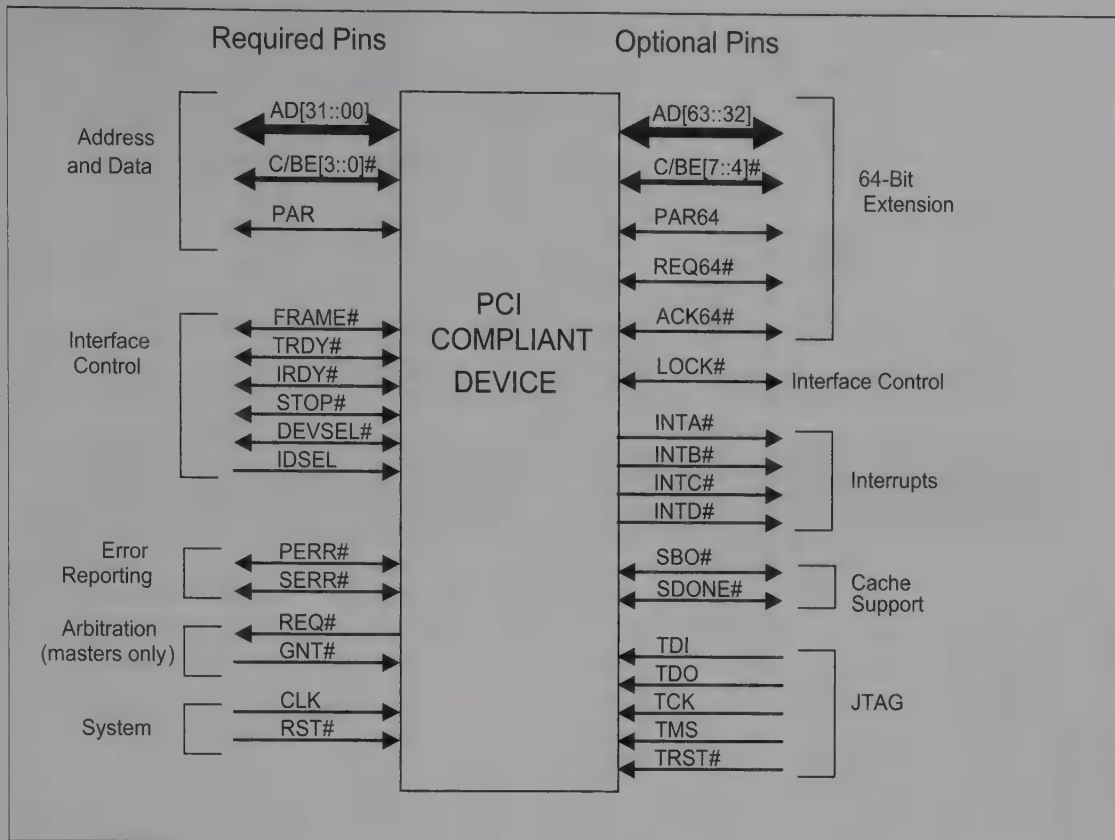 Required Pins
Optional Pins
Address
and Data
AD[31::00]
C/BE[3::0]#
PAR
Interface
Control
FRAME#
TRDY#
IRDY#
STOP#
DEVSEL#
IDSEL
Error
Reporting
PERR#
SERR#
Arbitration
(masters only)
REQ#
GNT#
System
CLK
RST#
PCI
COMPLIANT
DEVICE
AD[63::32]
C/BE[7::4]#
PAR64
REQ64#
ACK64#
64-Bit
Extension
LOCK#
Interface Control
INTA#
INTB#
INTC#
INTD#
Interrupts
SBO#
SDONE#
Cache
Support
TDI
TDO
TCK
TMS
TRST#
JTAG